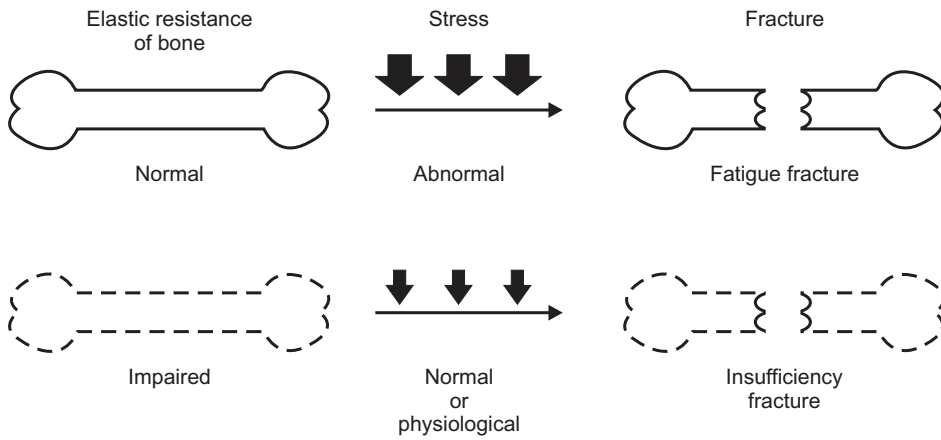 Elastic resistance
of bone
Stress
Fracture
Normal
Abnormal
Fatigue fracture
Impaired
Normal
or
physiological
Insufficiency
fracture